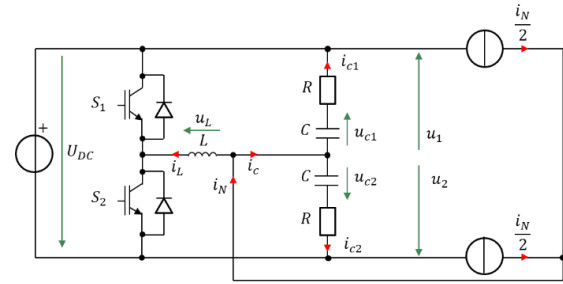 i_N/2
i_c1
R
S_1
u_L
C
u_c1
L
U_DC
u_1
i_L
i_c
i_N
C
u_c2
u_2
S_2
R
i_N/2
i_c2
+